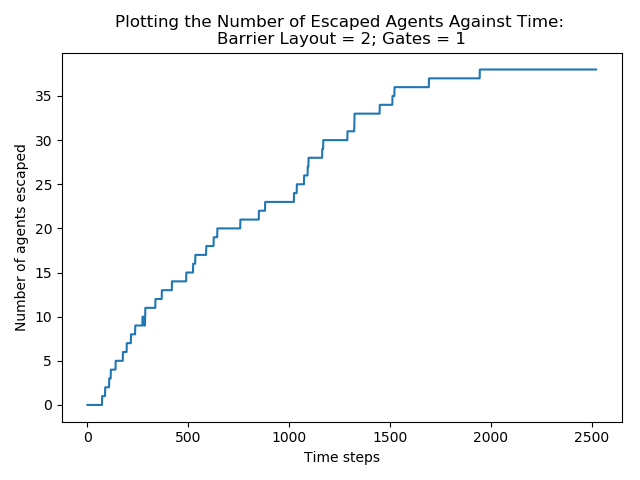 Plotting the Number of Escaped Agents Against Time:
Barrier Layout = 2; Gates = 1
Number of agents escaped
35
30
25
20
15
10
5
0
0 500 1000 1500 2000 2500
Time steps